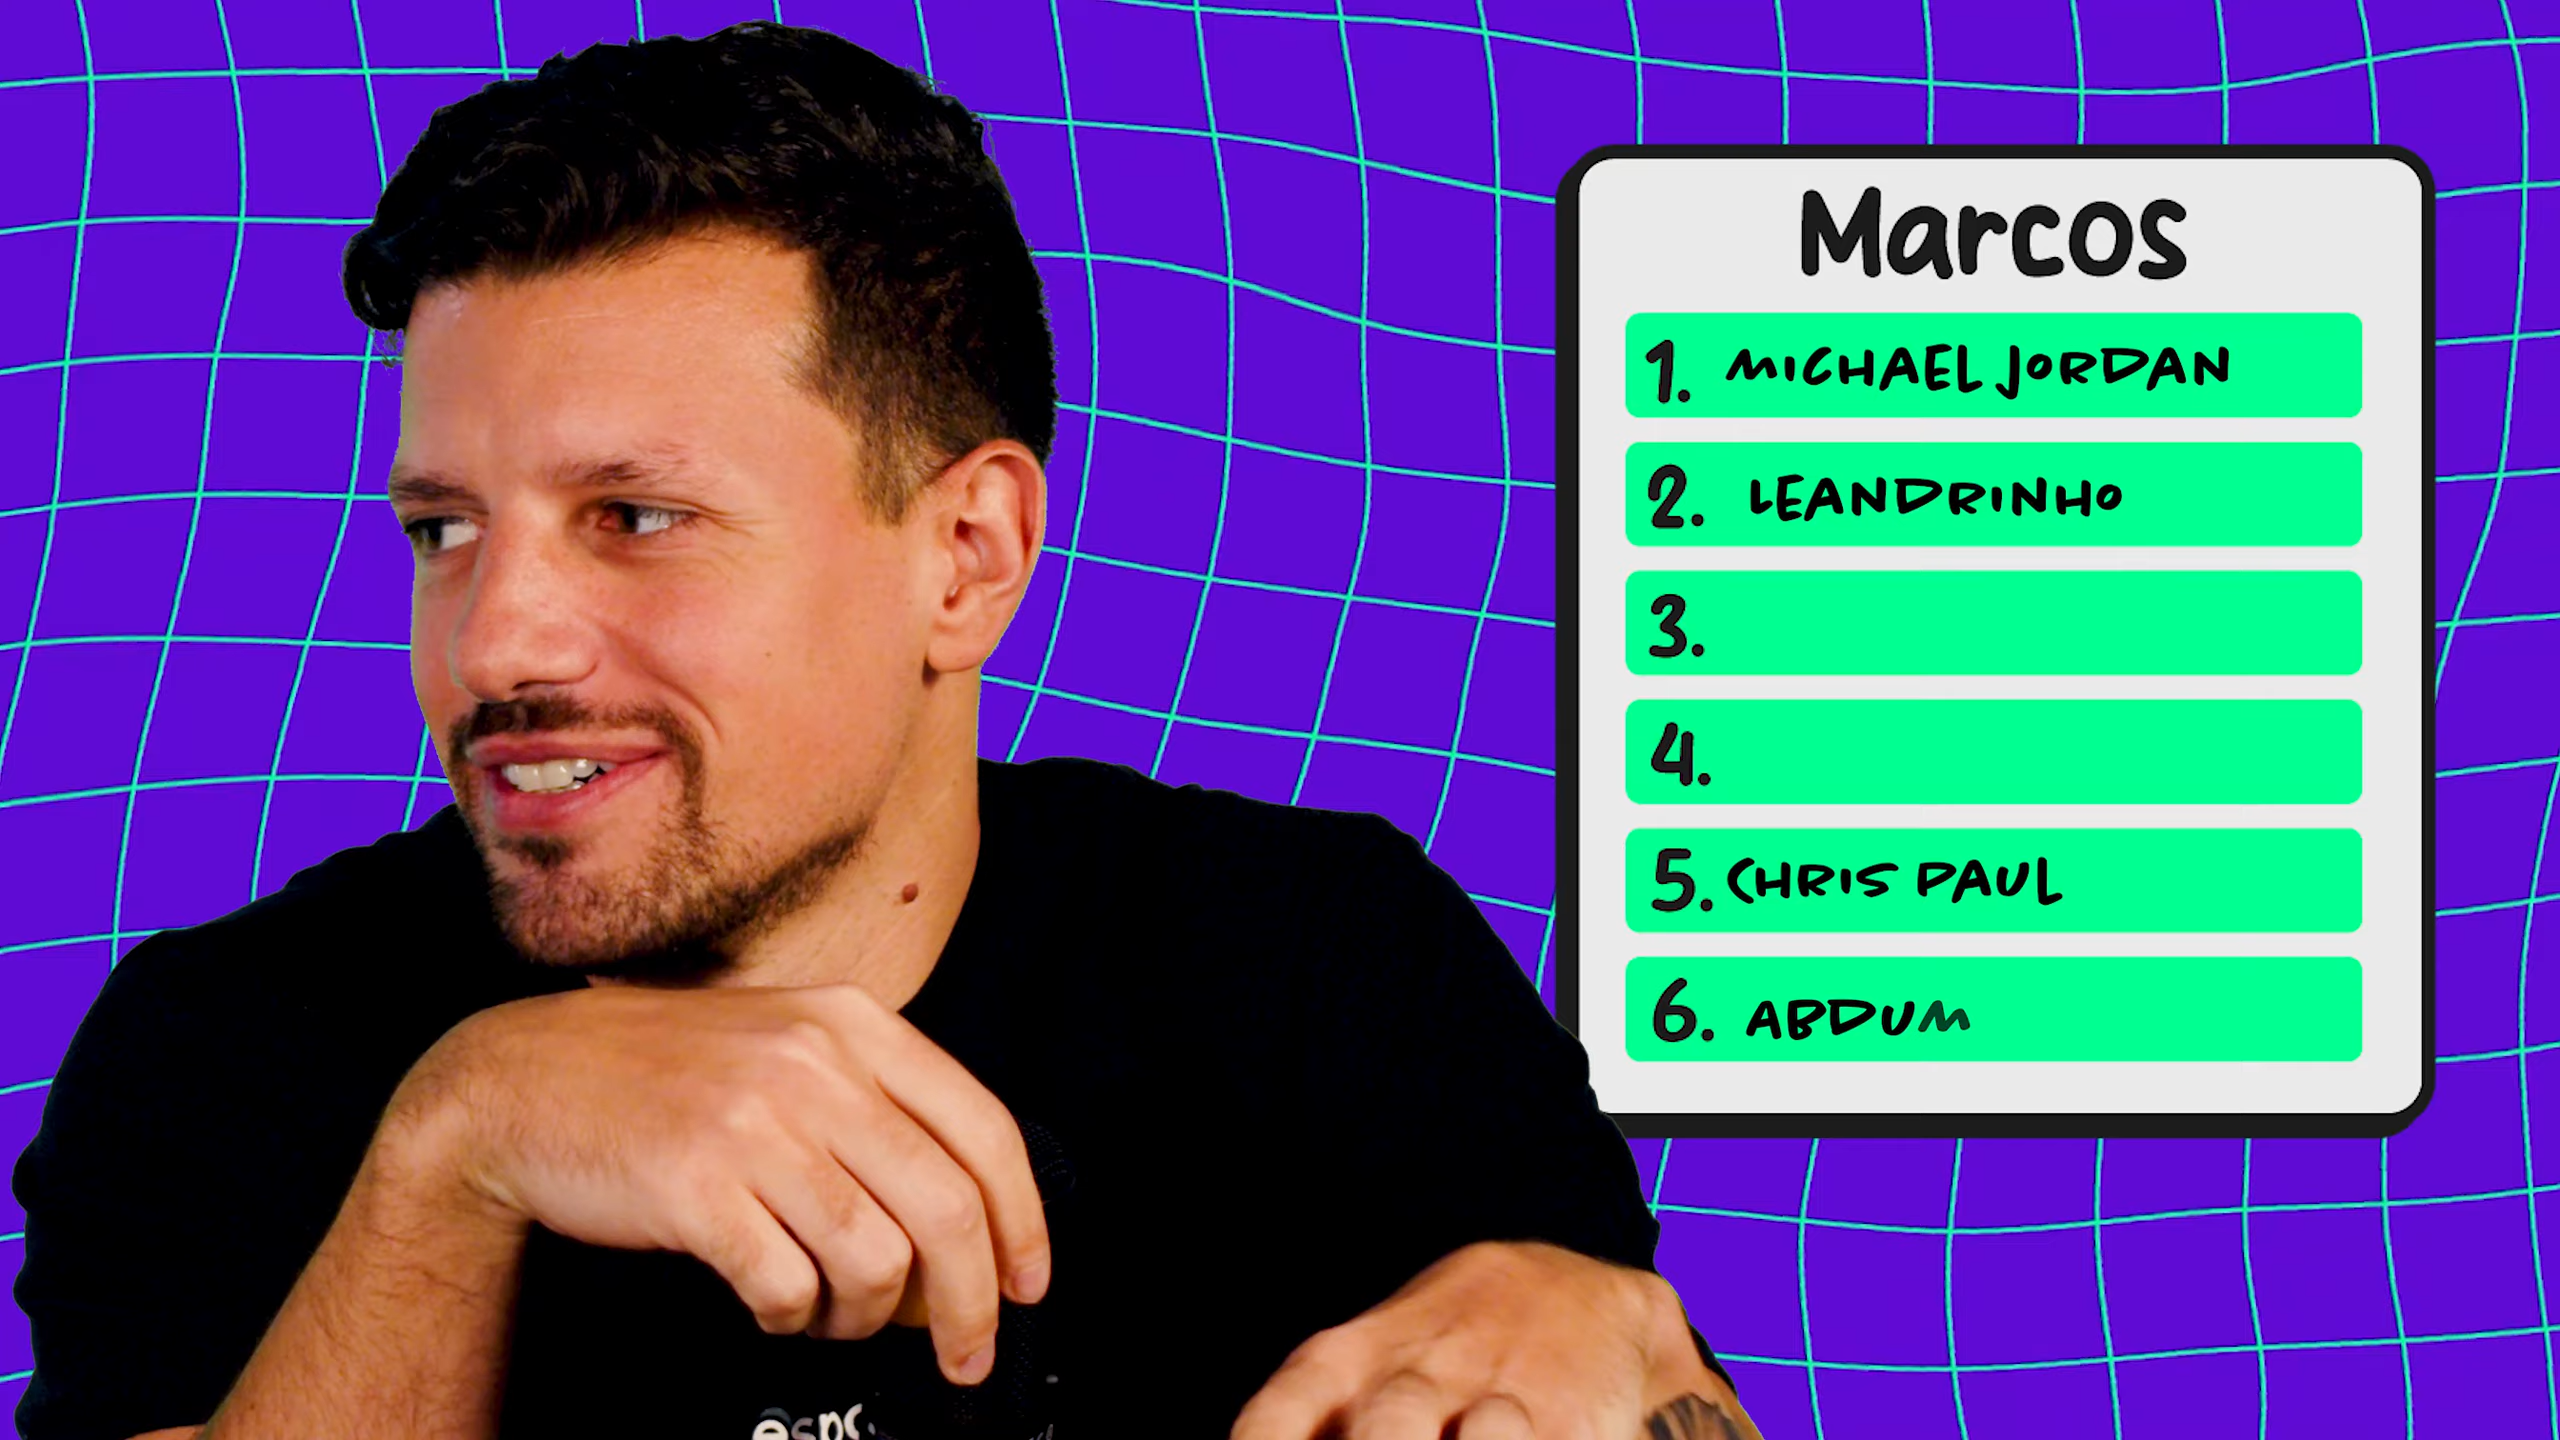 Marcos
1. MICHAEL JORDAN
2. LEANDRINHO
3.
4.
5. CHRIS PAUL
6. ABDUM